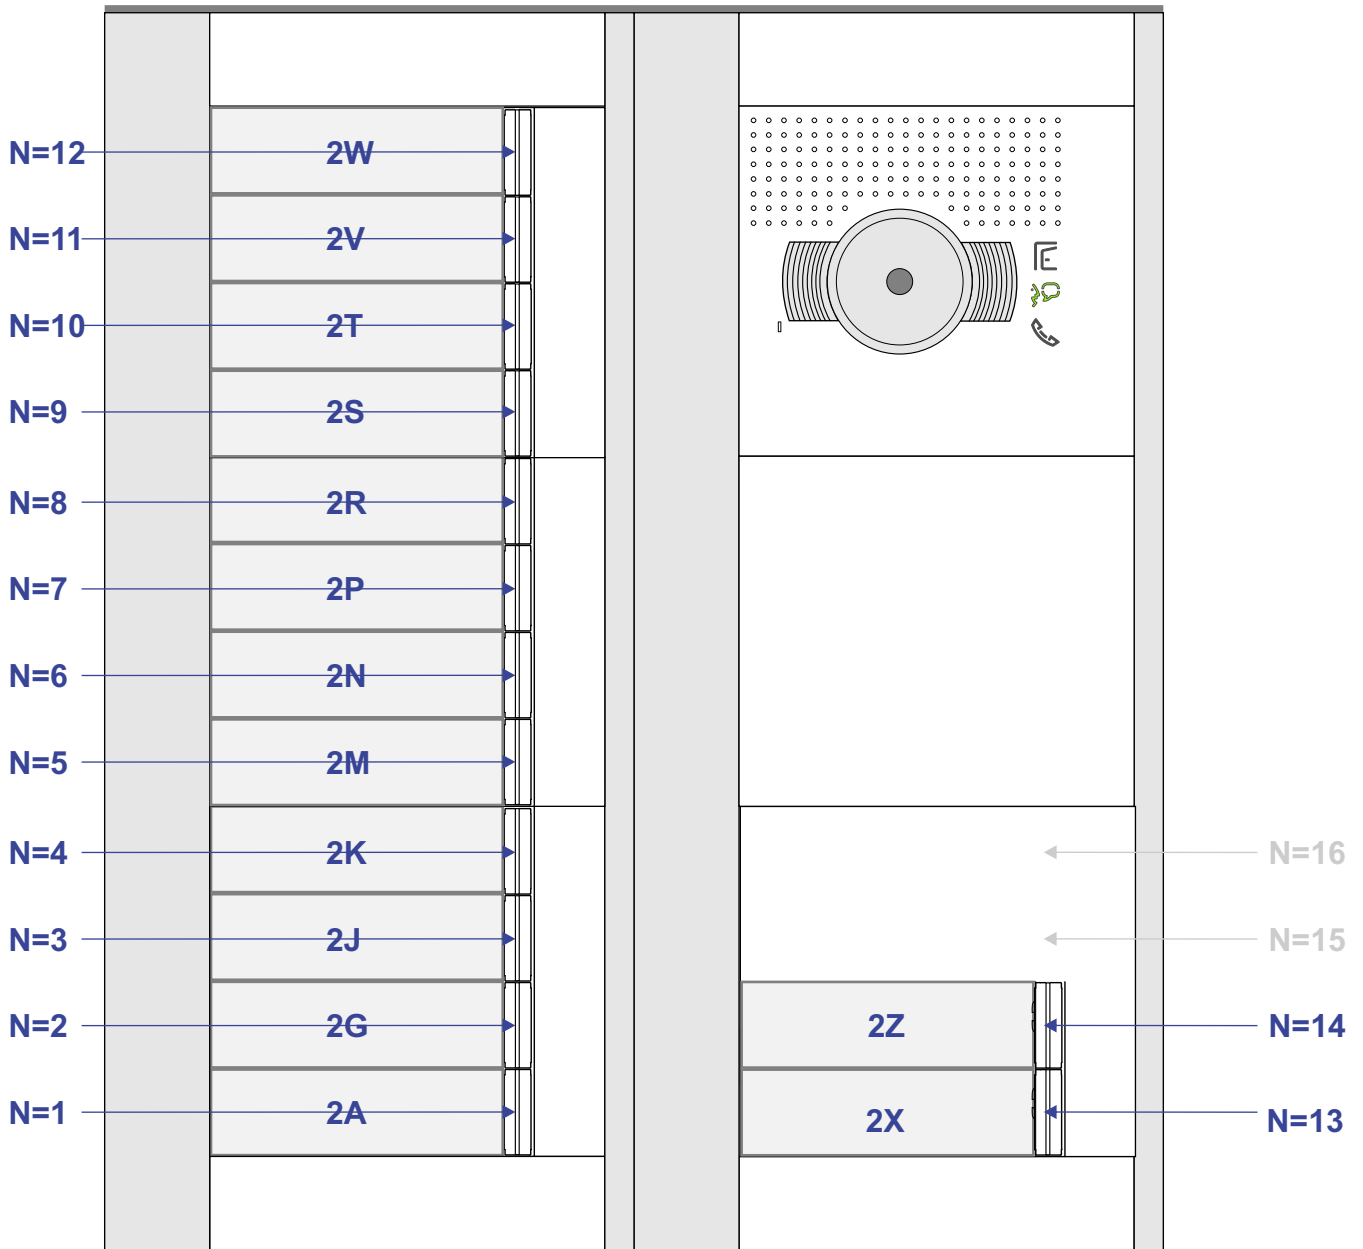 N=12 2W
N=11 2V
N=10 2T
N=9 2S
N=8 2R
N=7 2P
N=6 2N
N=5 2M
N=4 2K N=16
N=3 2J N=15
N=2 2G 2Z N=14
N=1 2A 2X N=13